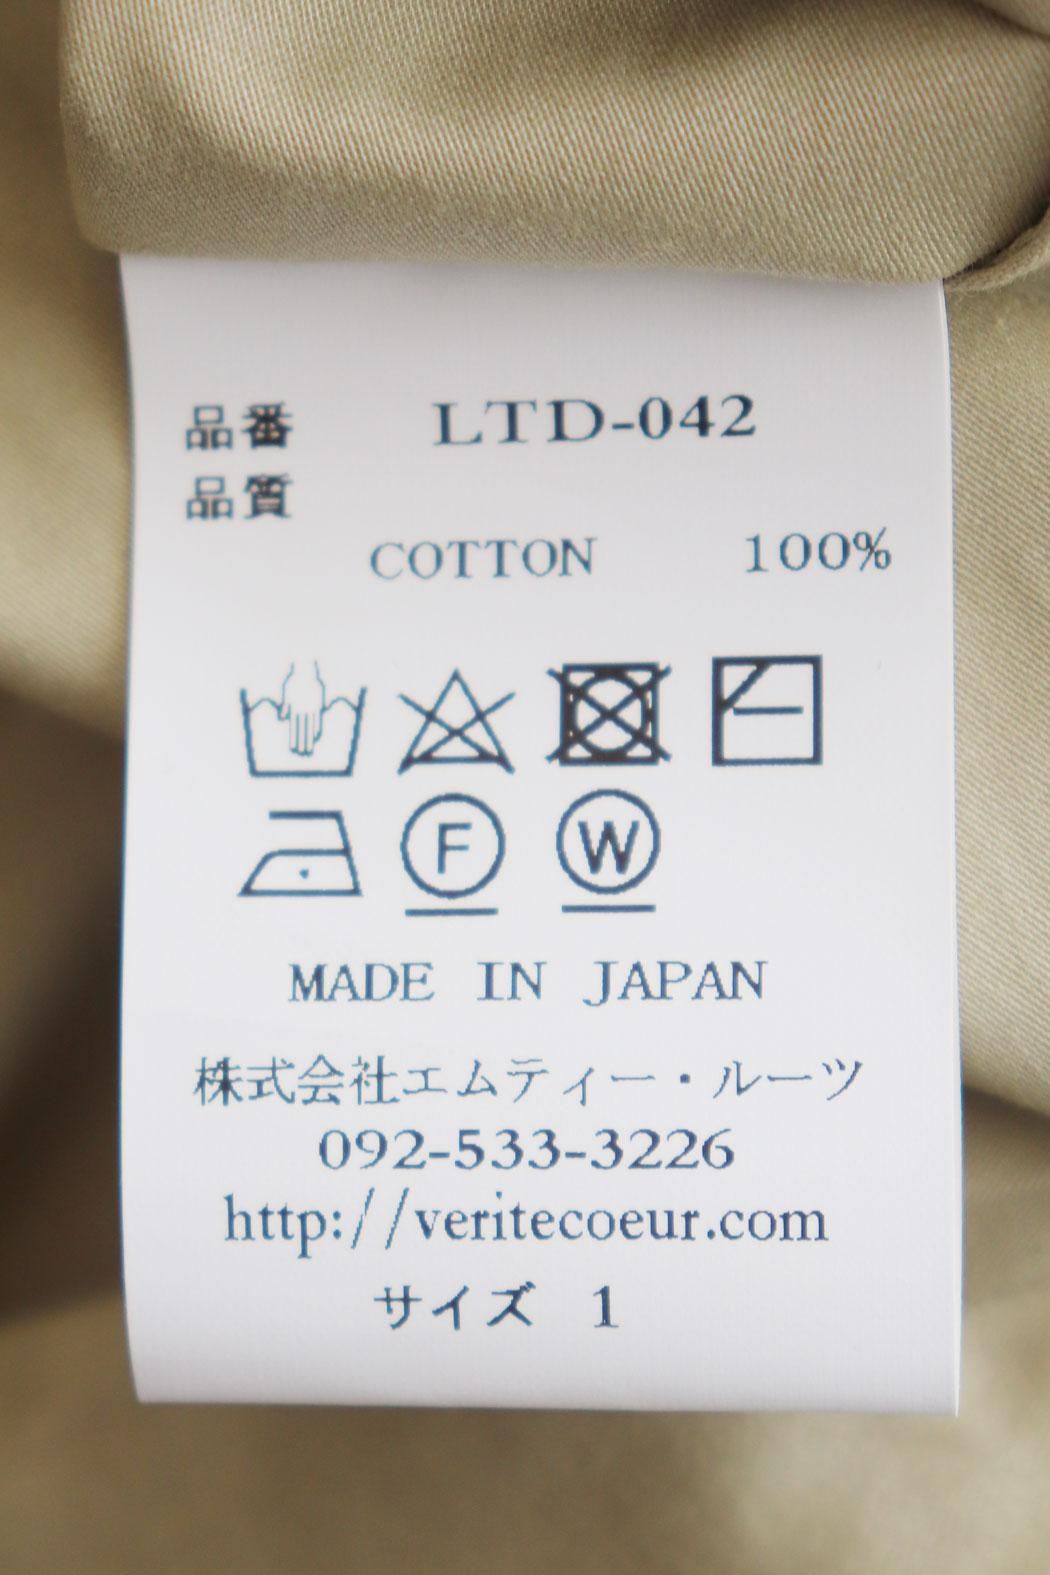 品番 LTD-042
品質
COTTON 100%
F W
MADE IN JAPAN
株式会社エムティー・ルーツ
092-533-3226
http://veritecoeur.com
サイズ 1